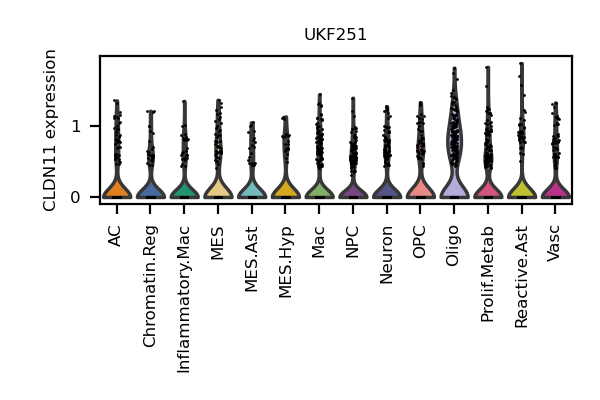 UKF251
CLDN11 expression
1
0
AC
Chromatin.Reg
Inflammatory.Mac
MES
MES.Ast
MES.Hyp
Mac
NPC
Neuron
OPC
Oligo
Prolif.Metab
Reactive.Ast
Vasc